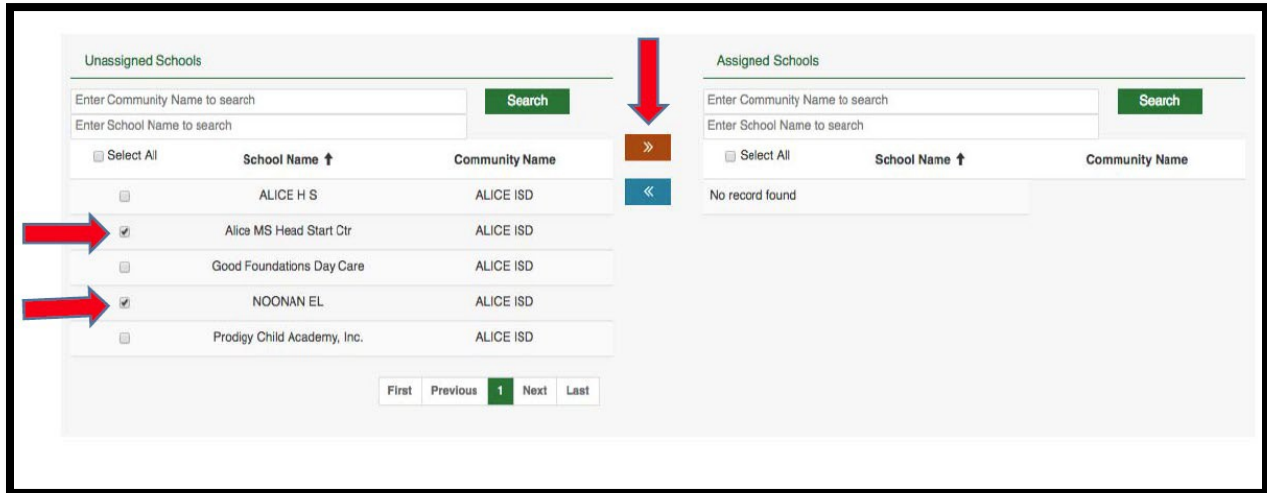 Unassigned Schools
Enter Community Name to search
Search
Enter School Name to search
Select All School Name ↑ Community Name
ALICE H S ALICE ISD
Alice MS Head Start Ctr ALICE ISD
Good Foundations Day Care ALICE ISD
NOONAN EL ALICE ISD
Prodigy Child Academy, Inc. ALICE ISD
First Previous 1 Next Last
»
«
Assigned Schools
Enter Community Name to search
Search
Enter School Name to search
Select All School Name ↑ Community Name
No record found